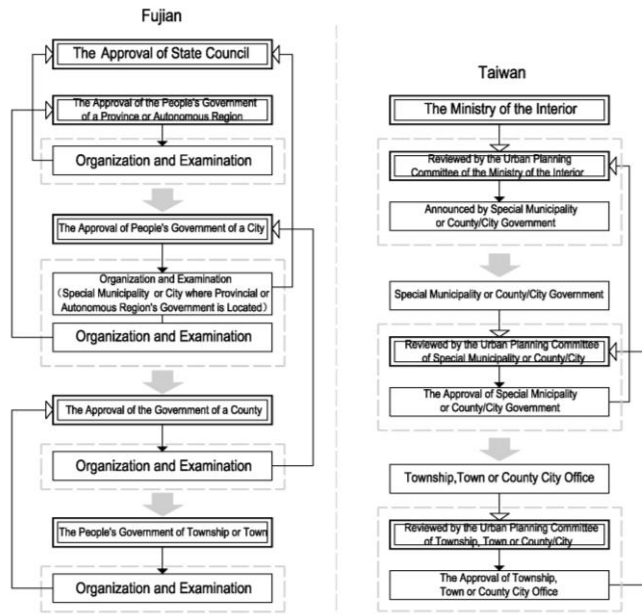 Fujian
The Approval of State Council
The Approval of the People's Government
of a Province or Autonomous Region
Organization and Examination
The Approval of People's Government of a City
Organization and Examination
(Special Municipality or City where Provincial or
Autonomous Region's Government is Located)
Organization and Examination
The Approval of the Government of a County
Organization and Examination
The People's Government of Township or Town
Organization and Examination
Taiwan
The Ministry of the Interior
Reviewed by the Urban Planning
Committee of the Ministry of the Interior
Announced by Special Municipality
or County/City Government
Special Municipality or County/City Government
Reviewed by the Urban Planning Committee
of Special Municipality or County/City
The Approval of Special Mnicipality
or County/City Government
Township,Town or County City Office
Reviewed by the Urban Planning Committee
of Township, Town or County/City
The Approval of Township,
Town or County City Office